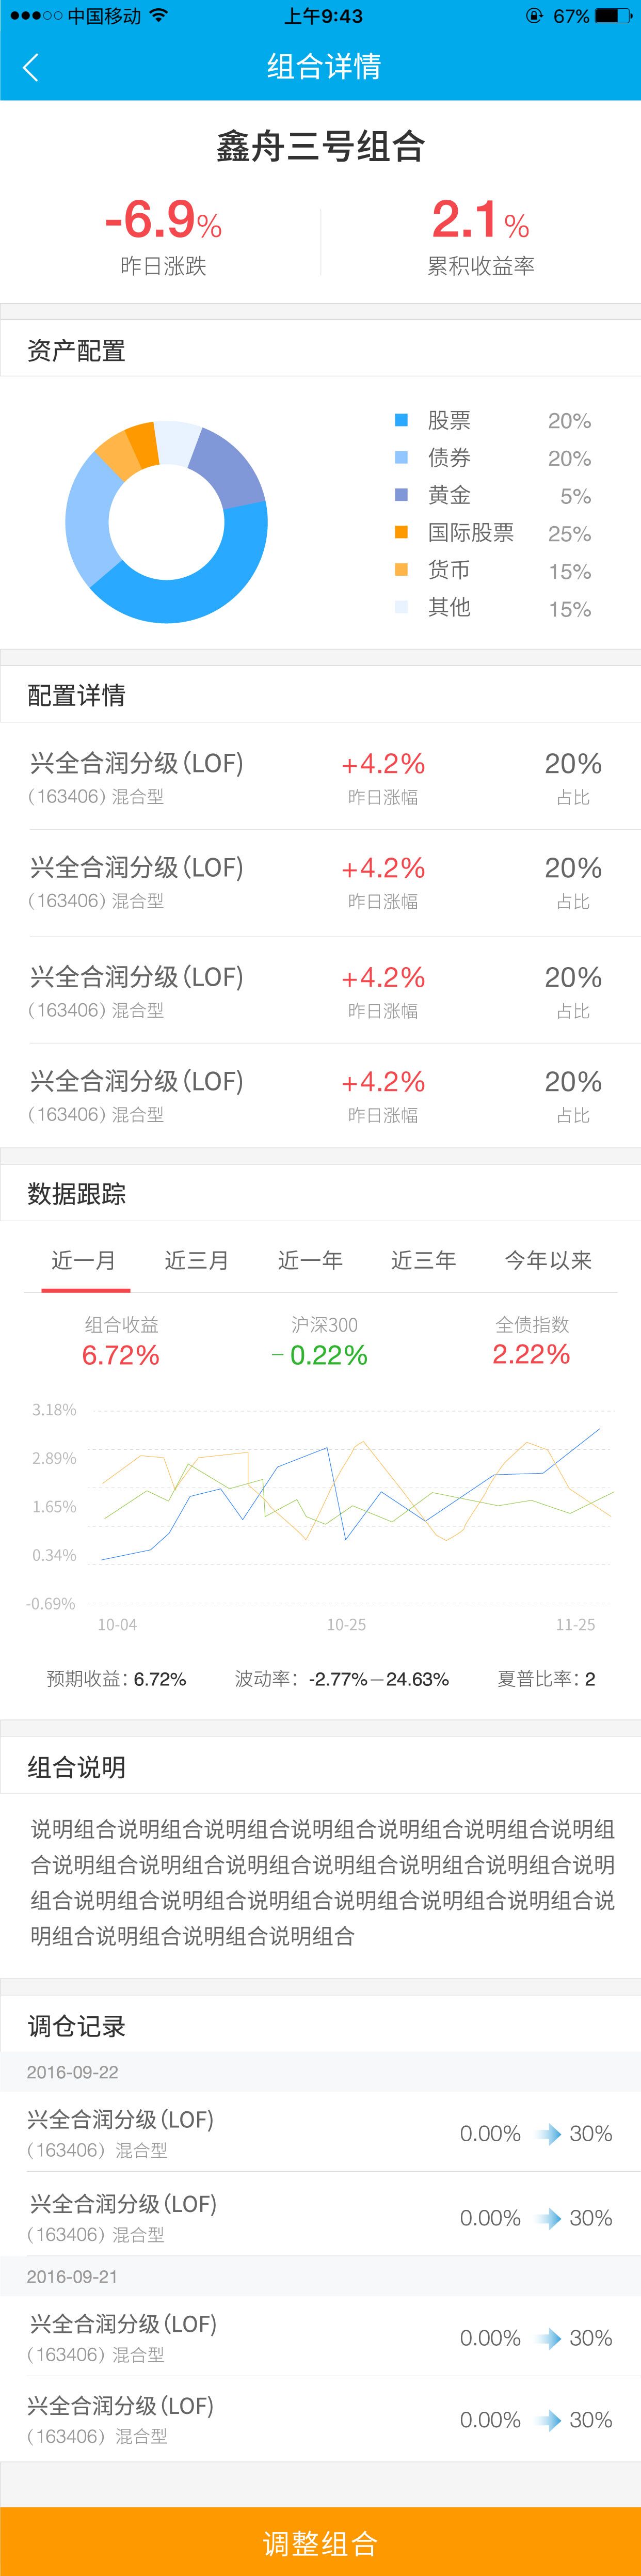 中国移动 上午9:43 67%
组合详情
鑫舟三号组合
-6.9% 2.1%
昨日涨跌 累积收益率
资产配置
股票 20%
债券 20%
黄金 5%
国际股票 25%
货币 15%
其他 15%
配置详情
兴全合润分级(LOF) +4.2% 20%
(163406) 混合型 昨日涨幅 占比
兴全合润分级(LOF) +4.2% 20%
(163406) 混合型 昨日涨幅 占比
兴全合润分级(LOF) +4.2% 20%
(163406) 混合型 昨日涨幅 占比
兴全合润分级(LOF) +4.2% 20%
(163406) 混合型 昨日涨幅 占比
数据跟踪
近一月 近三月 近一年 近三年 今年以来
组合收益 沪深300 全债指数
6.72% －0.22% 2.22%
3.18%
2.89%
1.65%
0.34%
-0.69%
10-04 10-25 11-25
预期收益：6.72% 波动率：-2.77%—24.63% 夏普比率：2
组合说明
说明组合说明组合说明组合说明组合说明组合说明组合说明组
合说明组合说明组合说明组合说明组合说明组合说明组合说明
组合说明组合说明组合说明组合说明组合说明组合说明组合说
明组合说明组合说明组合说明组合
调仓记录
2016-09-22
兴全合润分级(LOF) 0.00% 30%
(163406) 混合型
兴全合润分级(LOF) 0.00% 30%
(163406) 混合型
2016-09-21
兴全合润分级(LOF) 0.00% 30%
(163406) 混合型
兴全合润分级(LOF) 0.00% 30%
(163406) 混合型
调整组合